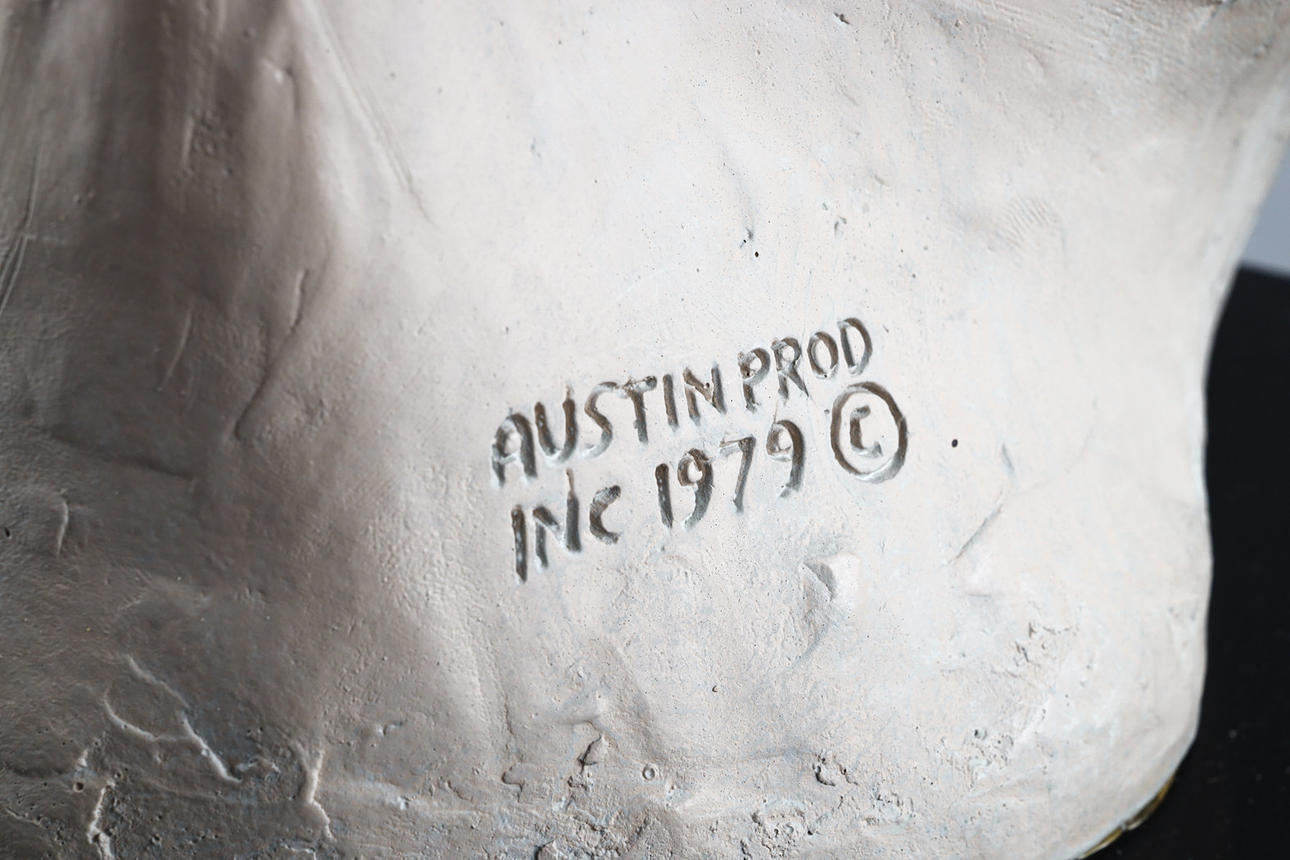 AUSTIN PROD
INC 1979 ©